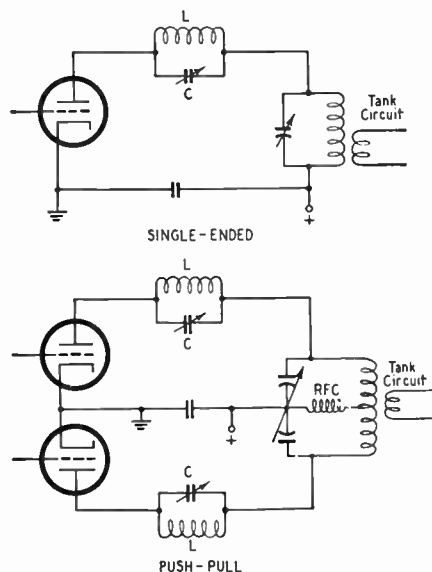 L
C
Tank
Circuit
+
SINGLE-ENDED
L
C
Tank
Circuit
RFC
+
C
L
PUSH-PULL